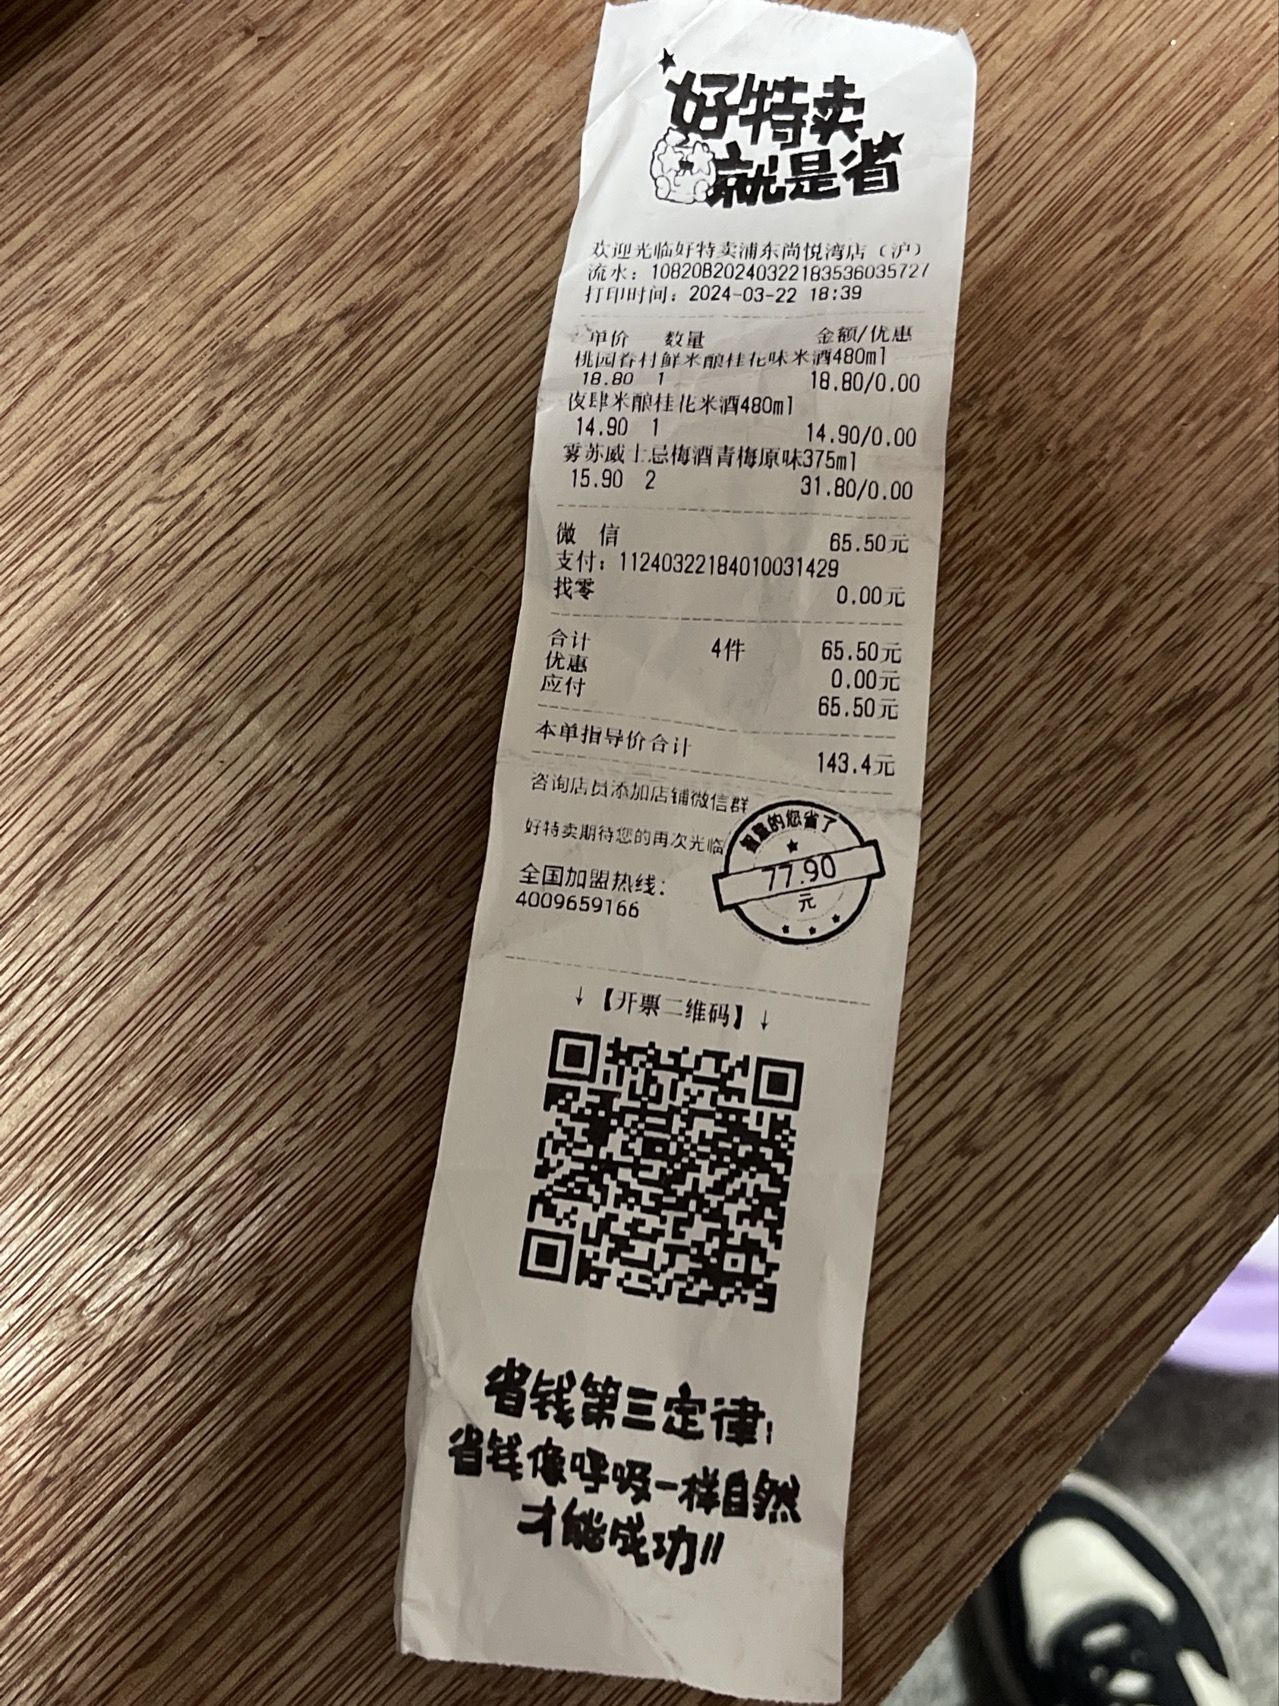 好特卖
就是省
欢迎光临好特卖浦东尚悦湾店（沪）
流水：10820B20240322183536035727
打印时间：2024-03-22 18:39
单价 数量 金额/优惠
桃园眷村鲜米酿桂花味米酒480ml
18.80 1 18.80/0.00
夜肆米酿桂花米酒480ml
14.90 1 14.90/0.00
雾苏威士忌梅酒青梅原味375ml
15.90 2 31.80/0.00
微 信 65.50元
支付：11240322184010031429
找零 0.00元
合计 4件 65.50元
优惠 0.00元
应付 65.50元
本单指导价合计 143.4元
咨询店员添加店铺微信群
好特卖期待您的再次光临
全国加盟热线：
4009659166
的您省了
77.90
元
↓【开票二维码】↓
省钱第三定律：
省钱像呼吸一样自然
才能成功!!